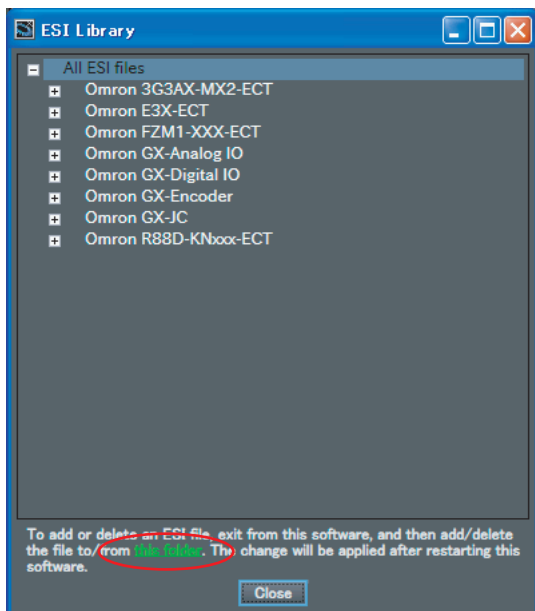 ESI Library
All ESI files
Omron 3G3AX-MX2-ECT
Omron E3X-ECT
Omron FZM1-XXX-ECT
Omron GX-Analog IO
Omron GX-Digital IO
Omron GX-Encoder
Omron GX-JC
Omron R88D-KNxxx-ECT
To add or delete an ESI file, exit from this software, and then add/delete
the file to/from this folder. The change will be applied after restarting this
software.
Close